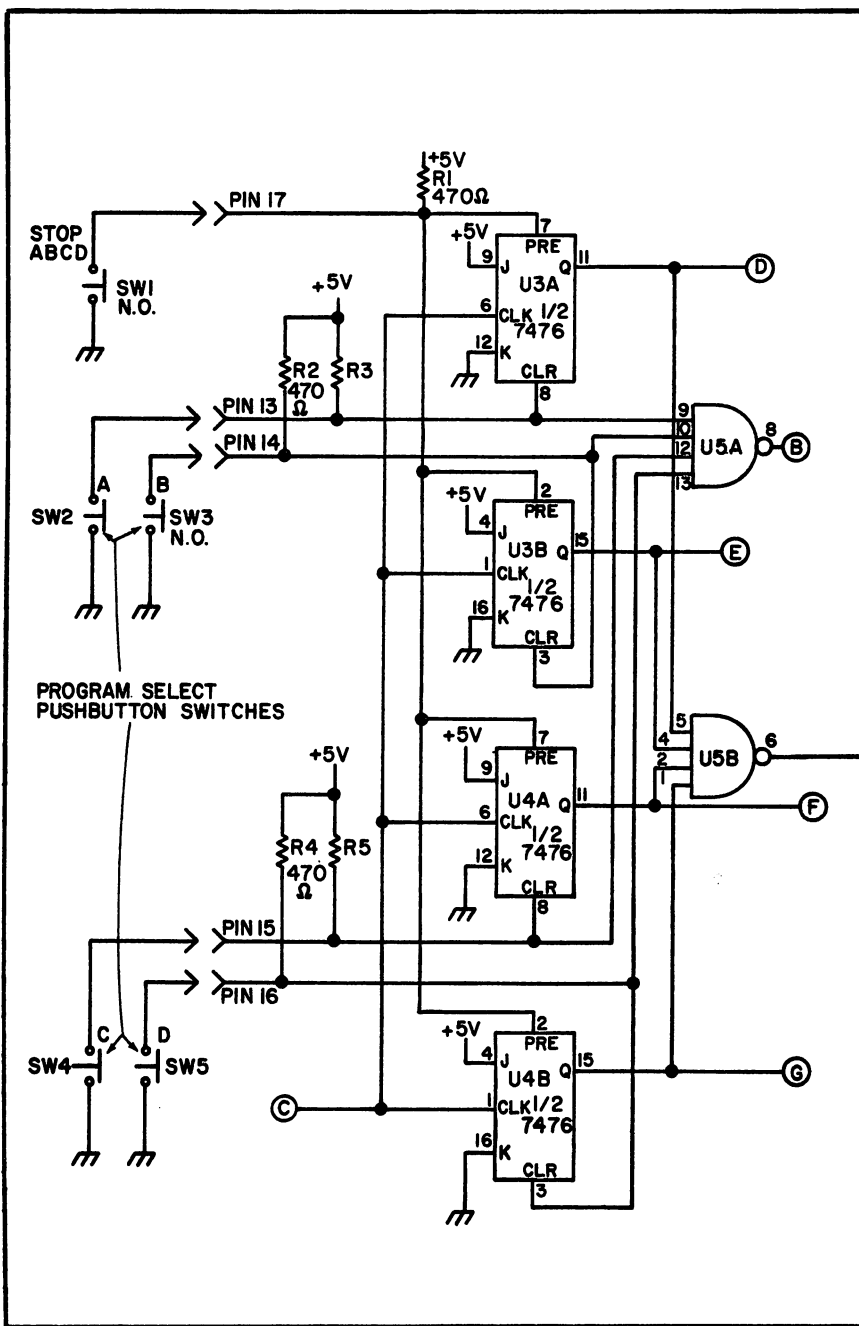 +5V
R1
470Ω
PIN 17
STOP
ABCD
SW1
N.O.
+5V
7
PRE
9
J
Q
11
D
U3A
6
CLK
1/2
7476
12
K
CLR
8
+5V
R2
470
Ω
R3
PIN 13
PIN 14
9
10
12
13
U5A
8
B
A
B
SW2
SW3
N.O.
+5V
2
PRE
4
J
U3B
Q
15
E
1
CLK
1/2
7476
16
K
CLR
3
PROGRAM SELECT
PUSHBUTTON SWITCHES
+5V
7
PRE
9
J
U4A
Q
11
F
6
CLK
1/2
7476
12
K
CLR
8
5
4
2
1
U5B
6
+5V
R4
470
Ω
R5
PIN 15
PIN 16
C
D
SW4
SW5
+5V
2
PRE
4
J
U4B
Q
15
G
C
1
CLK
1/2
7476
16
K
CLR
3